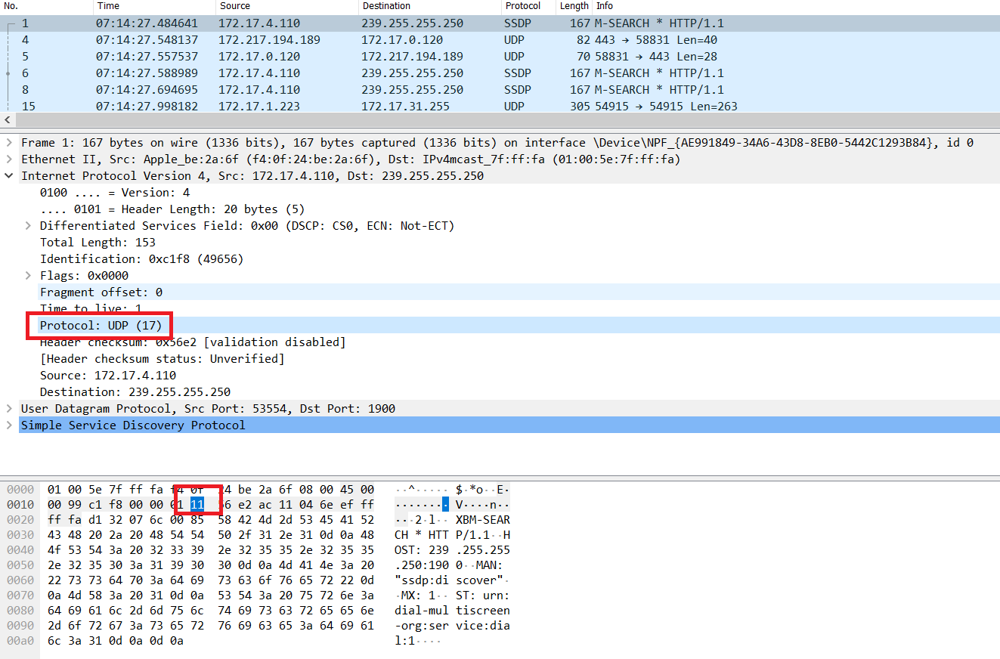 No. Time Source Destination Protocol Length Info
1 07:14:27.484641 172.17.4.110 239.255.255.250 SSDP 167 M-SEARCH * HTTP/1.1
4 07:14:27.548137 172.217.194.189 172.17.0.120 UDP 82 443 → 58831 Len=40
5 07:14:27.557537 172.17.0.120 172.217.194.189 UDP 70 58831 → 443 Len=28
6 07:14:27.588989 172.17.4.110 239.255.255.250 SSDP 167 M-SEARCH * HTTP/1.1
8 07:14:27.694695 172.17.4.110 239.255.255.250 SSDP 167 M-SEARCH * HTTP/1.1
15 07:14:27.998182 172.17.1.223 172.17.31.255 UDP 305 54915 → 54915 Len=263
Frame 1: 167 bytes on wire (1336 bits), 167 bytes captured (1336 bits) on interface \Device\NPF_{AE991849-34A6-43D8-8EB0-5442C1293B84}, id 0
Ethernet II, Src: Apple_be:2a:6f (f4:0f:24:be:2a:6f), Dst: IPv4mcast_7f:ff:fa (01:00:5e:7f:ff:fa)
Internet Protocol Version 4, Src: 172.17.4.110, Dst: 239.255.255.250
0100 .... = Version: 4
.... 0101 = Header Length: 20 bytes (5)
Differentiated Services Field: 0x00 (DSCP: CS0, ECN: Not-ECT)
Total Length: 153
Identification: 0xc1f8 (49656)
Flags: 0x0000
Fragment offset: 0
Time to live: 1
Protocol: UDP (17)
Header checksum: 0x56e2 [validation disabled]
[Header checksum status: Unverified]
Source: 172.17.4.110
Destination: 239.255.255.250
User Datagram Protocol, Src Port: 53554, Dst Port: 1900
Simple Service Discovery Protocol
0000 01 00 5e 7f ff fa f4 0f 24 be 2a 6f 08 00 45 00 ··^····· $·*o··E·
0010 00 99 c1 f8 00 00 01 11 56 e2 ac 11 04 6e ef ff ········ V····n··
0020 ff fa d1 32 07 6c 00 85 58 42 4d 2d 53 45 41 52 ···2·l·· XBM-SEAR
0030 43 48 20 2a 20 48 54 54 50 2f 31 2e 31 0d 0a 48 CH * HTT P/1.1··H
0040 4f 53 54 3a 20 32 33 39 2e 32 35 35 2e 32 35 35 OST: 239 .255.255
0050 2e 32 35 30 3a 31 39 30 30 0d 0a 4d 41 4e 3a 20 .250:190 0··MAN:
0060 22 73 73 64 70 3a 64 69 73 63 6f 76 65 72 22 0d "ssdp:di scover"·
0070 0a 4d 58 3a 20 31 0d 0a 53 54 3a 20 75 72 6e 3a ·MX: 1·· ST: urn:
0080 64 69 61 6c 2d 6d 75 6c 74 69 73 63 72 65 65 6e dial-mul tiscreen
0090 2d 6f 72 67 3a 73 65 72 76 69 63 65 3a 64 69 61 -org:ser vice:dia
00a0 6c 3a 31 0d 0a 0d 0a l:1····